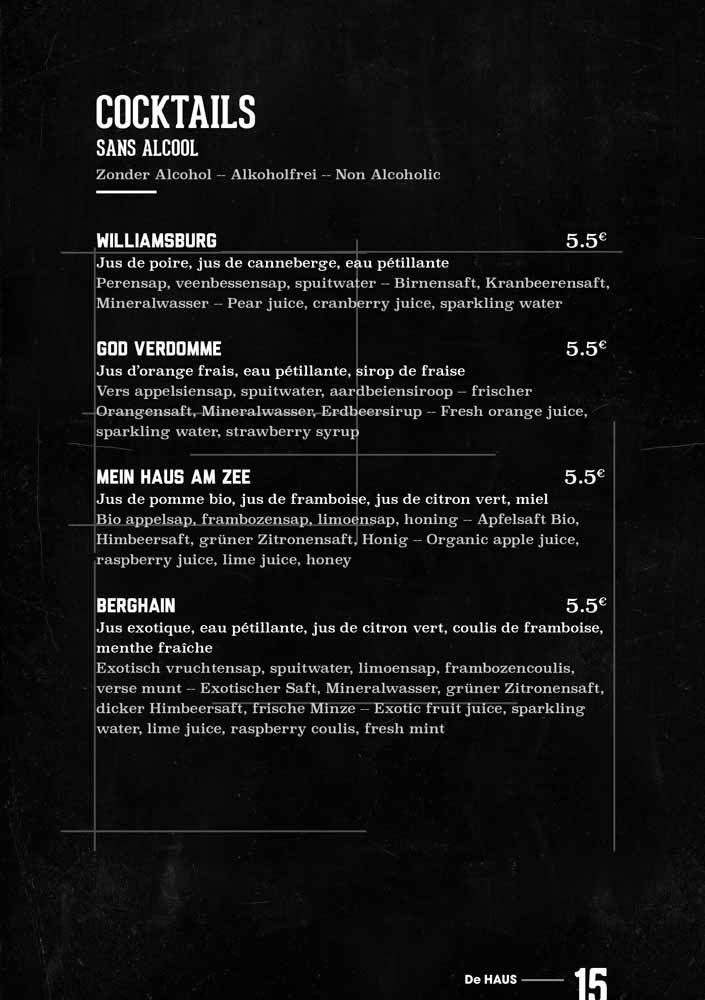 COCKTAILS
SANS ALCOOL
Zonder Alcohol -- Alkoholfrei -- Non Alcoholic
WILLIAMSBURG 5.5€
Jus de poire, jus de canneberge, eau pétillante
Perensap, veenbessensap, spuitwater -- Birnensaft, Kranbeerensaft,
Mineralwasser -- Pear juice, cranberry juice, sparkling water
GOD VERDOMME 5.5€
Jus d'orange frais, eau pétillante, sirop de fraise
Vers appelsiensap, spuitwater, aardbeiensiroop -- frischer
Orangensaft, Mineralwasser, Erdbeersirup -- Fresh orange juice,
sparkling water, strawberry syrup
MEIN HAUS AM ZEE 5.5€
Jus de pomme bio, jus de framboise, jus de citron vert, miel
Bio appelsap, frambozensap, limoensap, honing -- Apfelsaft Bio,
Himbeersaft, grüner Zitronensaft, Honig -- Organic apple juice,
raspberry juice, lime juice, honey
BERGHAIN 5.5€
Jus exotique, eau pétillante, jus de citron vert, coulis de framboise,
menthe fraîche
Exotisch vruchtensap, spuitwater, limoensap, frambozencoulis,
verse munt -- Exotischer Saft, Mineralwasser, grüner Zitronensaft,
dicker Himbeersaft, frische Minze -- Exotic fruit juice, sparkling
water, lime juice, raspberry coulis, fresh mint
De HAUS 15